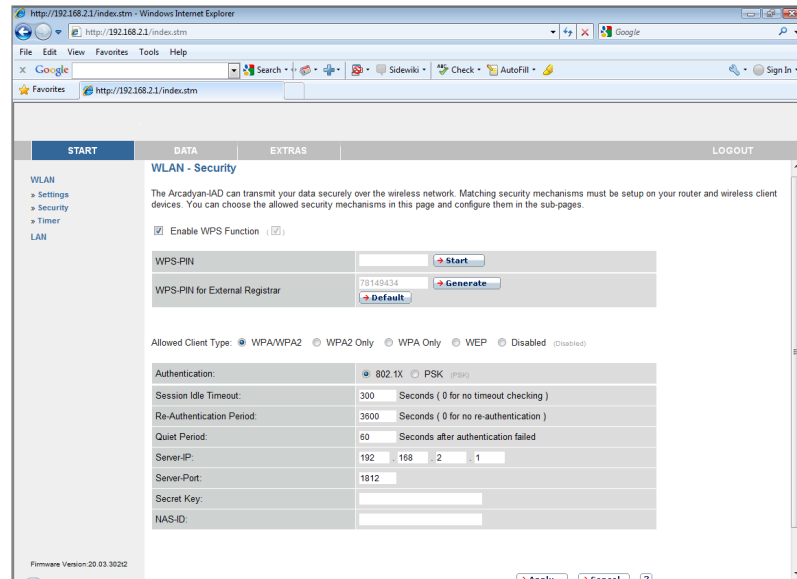 http://192.168.2.1/index.stm - Windows Internet Explorer
http://192.168.2.1/index.stm
Google
File Edit View Favorites Tools Help
x Google Search Sidewiki Check AutoFill Sign In
Favorites http://192.168.2.1/index.stm
START DATA EXTRAS LOGOUT
WLAN
» Settings
» Security
» Timer
LAN
WLAN - Security
The Arcadyan-IAD can transmit your data securely over the wireless network. Matching security mechanisms must be setup on your router and wireless client
devices. You can choose the allowed security mechanisms in this page and configure them in the sub-pages.
Enable WPS Function ( )
WPS-PIN Start
WPS-PIN for External Registrar 78149434 Generate
Default
Allowed Client Type: WPA/WPA2 WPA2 Only WPA Only WEP Disabled (Disabled)
Authentication: 802.1X PSK (PSK)
Session Idle Timeout: 300 Seconds ( 0 for no timeout checking )
Re-Authentication Period: 3600 Seconds ( 0 for no re-authentication )
Quiet Period: 60 Seconds after authentication failed
Server-IP: 192 . 168 . 2 . 1
Server-Port: 1812
Secret Key:
NAS-ID:
Firmware Version:20.03.302t2
Apply Cancel ?